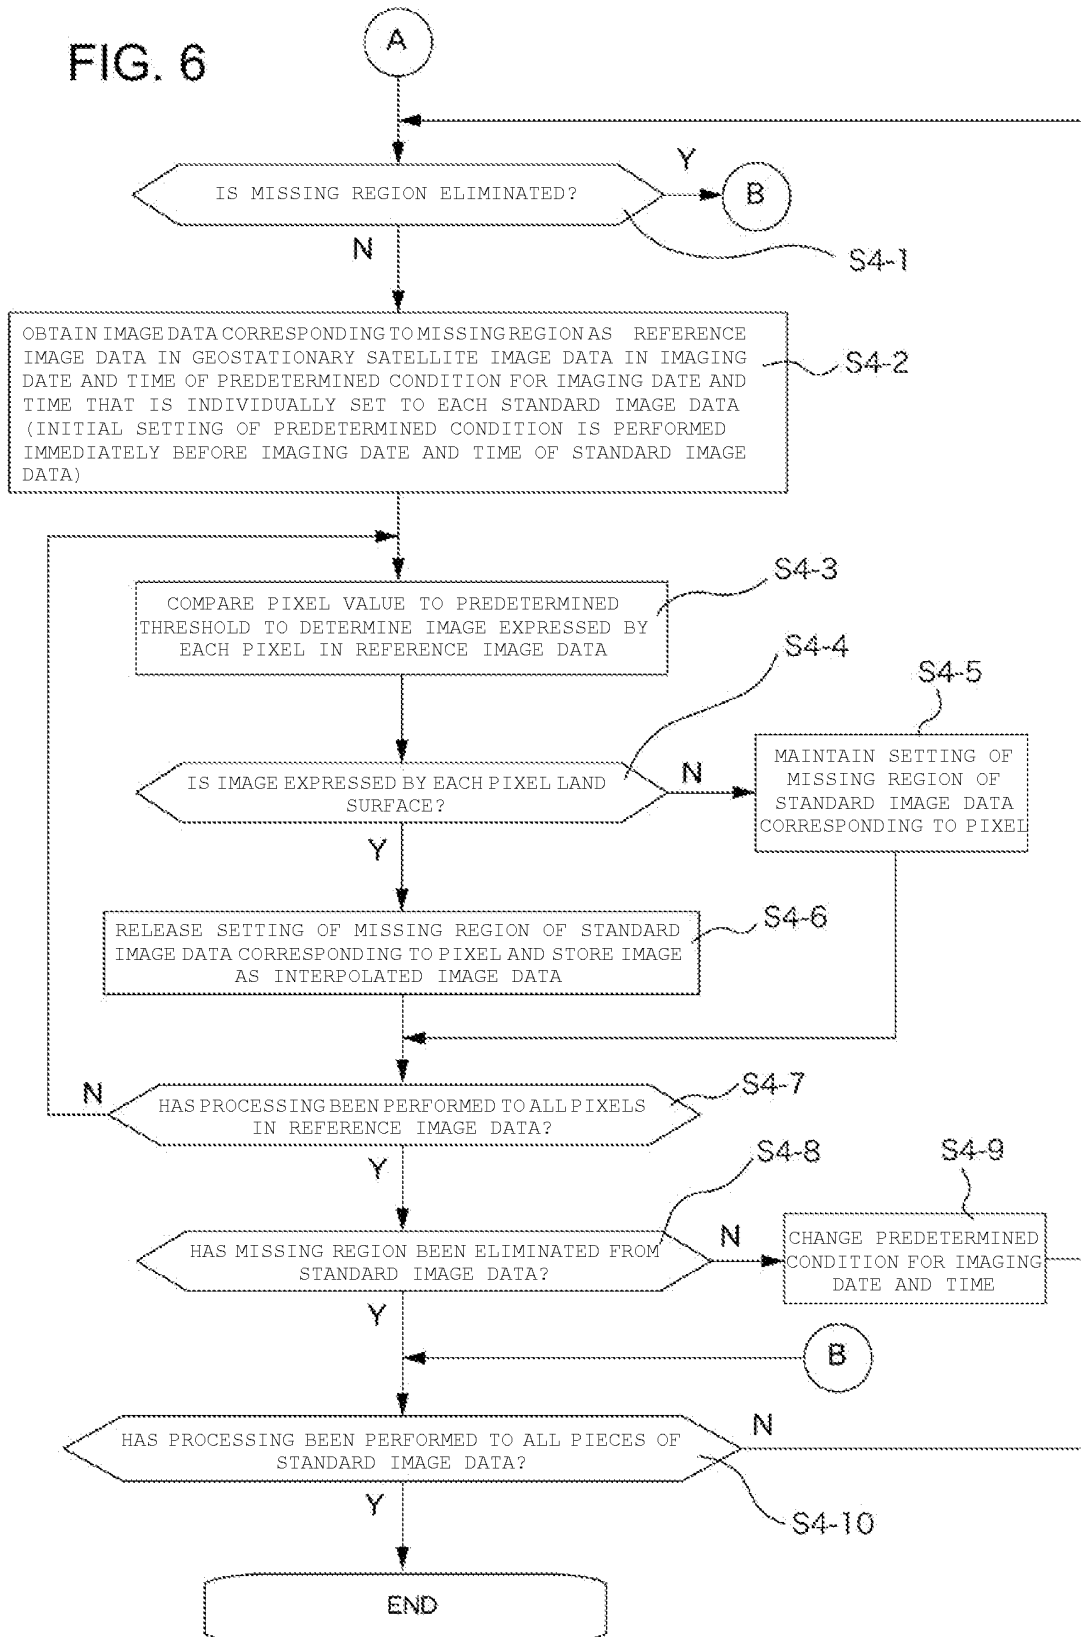 FIG. 6
A
IS MISSING REGION ELIMINATED?
Y
B
N
S4-1
OBTAIN IMAGE DATA CORRESPONDING TO MISSING REGION AS REFERENCE
IMAGE DATA IN GEOSTATIONARY SATELLITE IMAGE DATA IN IMAGING
DATE AND TIME OF PREDETERMINED CONDITION FOR IMAGING DATE AND
TIME THAT IS INDIVIDUALLY SET TO EACH STANDARD IMAGE DATA
(INITIAL SETTING OF PREDETERMINED CONDITION IS PERFORMED
IMMEDIATELY BEFORE IMAGING DATE AND TIME OF STANDARD IMAGE
DATA)
S4-2
S4-3
COMPARE PIXEL VALUE TO PREDETERMINED
THRESHOLD TO DETERMINE IMAGE EXPRESSED BY
EACH PIXEL IN REFERENCE IMAGE DATA
S4-4
S4-5
IS IMAGE EXPRESSED BY EACH PIXEL LAND
SURFACE?
N
MAINTAIN SETTING OF
MISSING REGION OF
STANDARD IMAGE DATA
CORRESPONDING TO PIXEL
Y
S4-6
RELEASE SETTING OF MISSING REGION OF STANDARD
IMAGE DATA CORRESPONDING TO PIXEL AND STORE IMAGE
AS INTERPOLATED IMAGE DATA
N
S4-7
HAS PROCESSING BEEN PERFORMED TO ALL PIXELS
IN REFERENCE IMAGE DATA?
Y
S4-8
S4-9
HAS MISSING REGION BEEN ELIMINATED FROM
STANDARD IMAGE DATA?
N
CHANGE PREDETERMINED
CONDITION FOR IMAGING
DATE AND TIME
Y
B
HAS PROCESSING BEEN PERFORMED TO ALL PIECES OF
STANDARD IMAGE DATA?
N
Y
S4-10
END